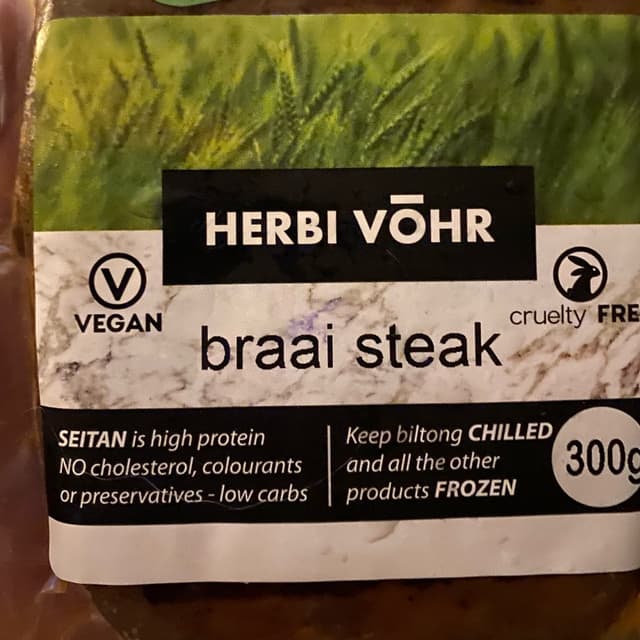 HERBI VŌHR
VEGAN
cruelty FRE
braai steak
SEITAN is high protein
NO cholesterol, colourants
or preservatives - low carbs
Keep biltong CHILLED
and all the other
products FROZEN
300g